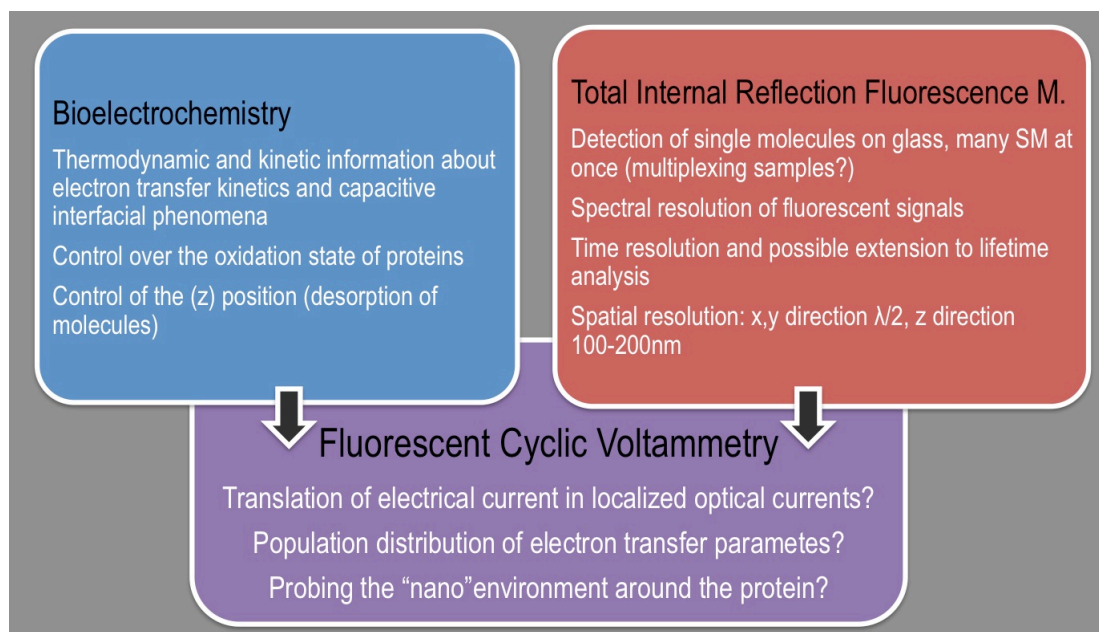 Bioelectrochemistry
Thermodynamic and kinetic information about
electron transfer kinetics and capacitive
interfacial phenomena
Control over the oxidation state of proteins
Control of the (z) position (desorption of
molecules)
Total Internal Reflection Fluorescence M.
Detection of single molecules on glass, many SM at
once (multiplexing samples?)
Spectral resolution of fluorescent signals
Time resolution and possible extension to lifetime
analysis
Spatial resolution: x,y direction λ/2, z direction
100-200nm
Fluorescent Cyclic Voltammetry
Translation of electrical current in localized optical currents?
Population distribution of electron transfer parametes?
Probing the “nano”environment around the protein?